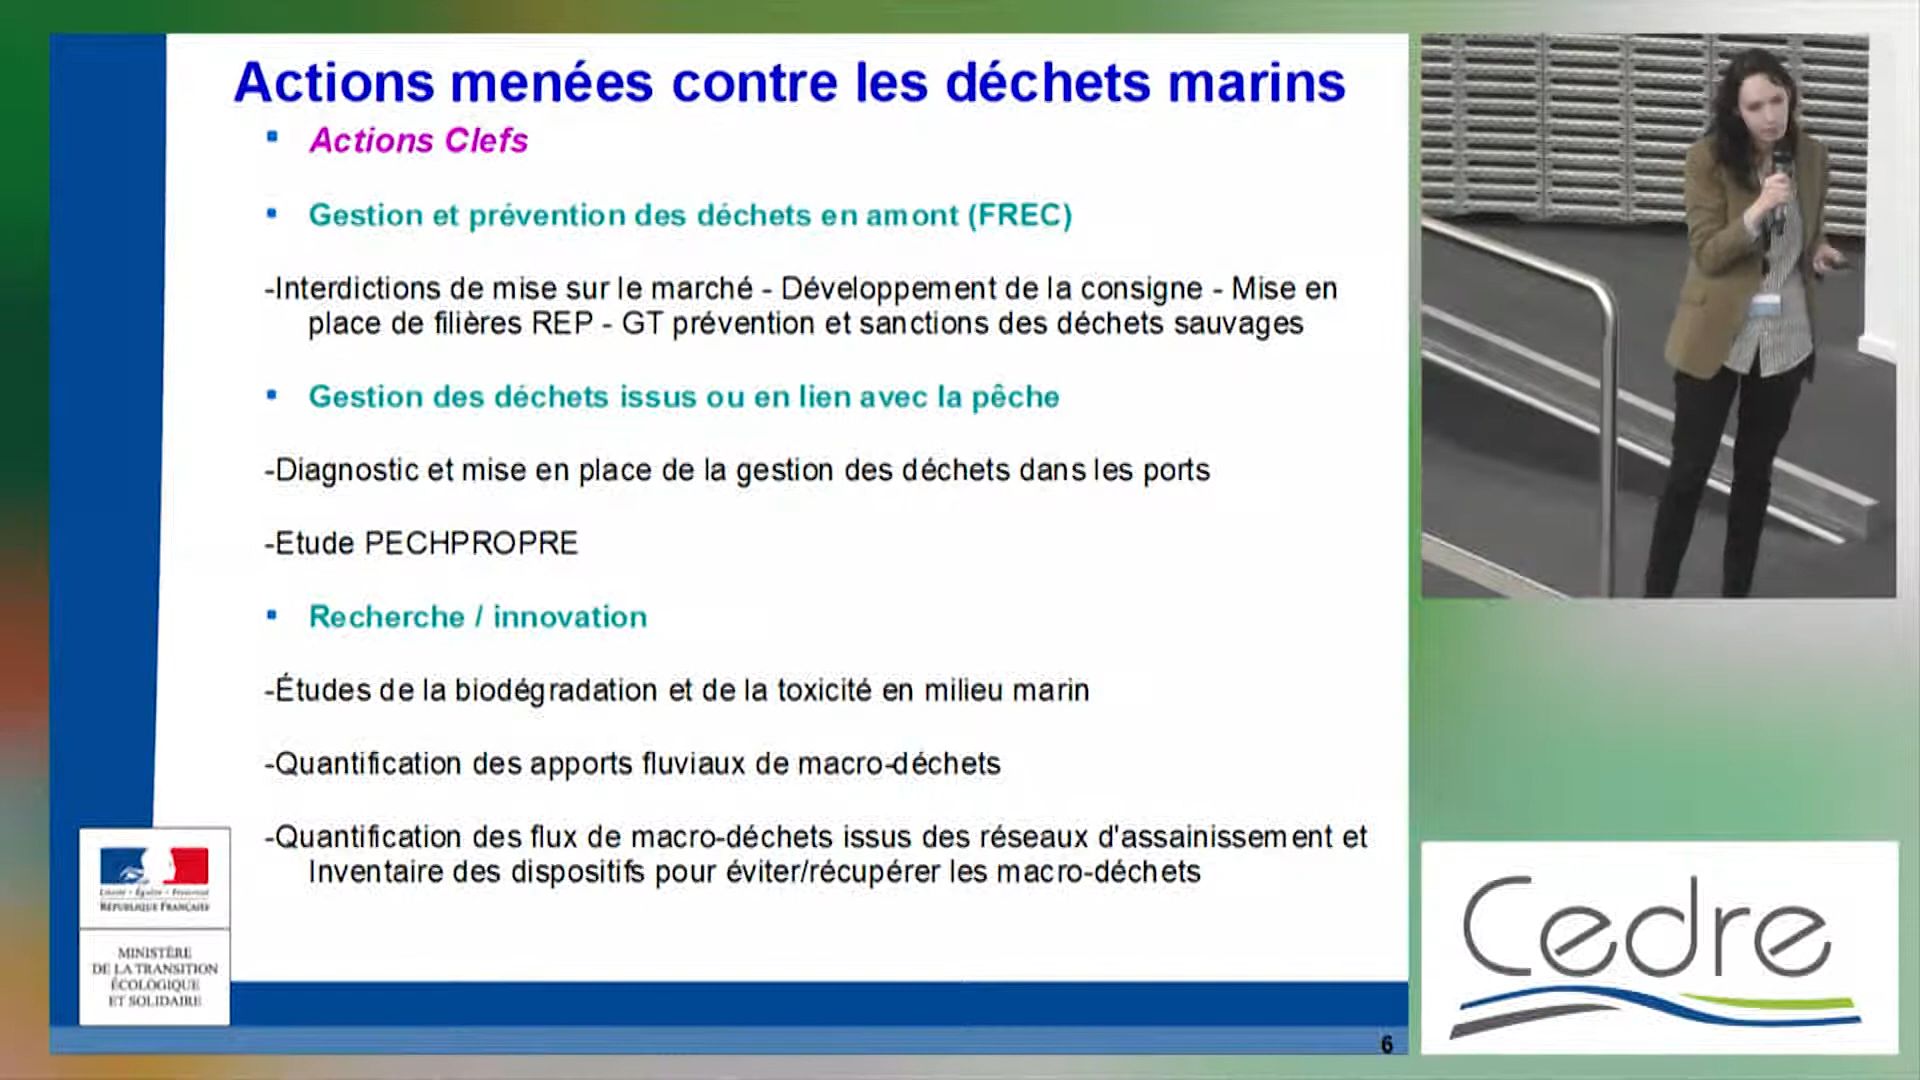 Actions menées contre les déchets marins
Actions Clefs
Gestion et prévention des déchets en amont (FREC)
-Interdictions de mise sur le marché - Développement de la consigne - Mise en
place de filières REP - GT prévention et sanctions des déchets sauvages
Gestion des déchets issus ou en lien avec la pêche
-Diagnostic et mise en place de la gestion des déchets dans les ports
-Etude PECHPROPRE
Recherche / innovation
-Études de la biodégradation et de la toxicité en milieu marin
-Quantification des apports fluviaux de macro-déchets
-Quantification des flux de macro-déchets issus des réseaux d'assainissement et
Inventaire des dispositifs pour éviter/récupérer les macro-déchets
Liberté • Égalité • Fraternité
RÉPUBLIQUE FRANÇAISE
MINISTÈRE
DE LA TRANSITION
ÉCOLOGIQUE
ET SOLIDAIRE
6
Cedre